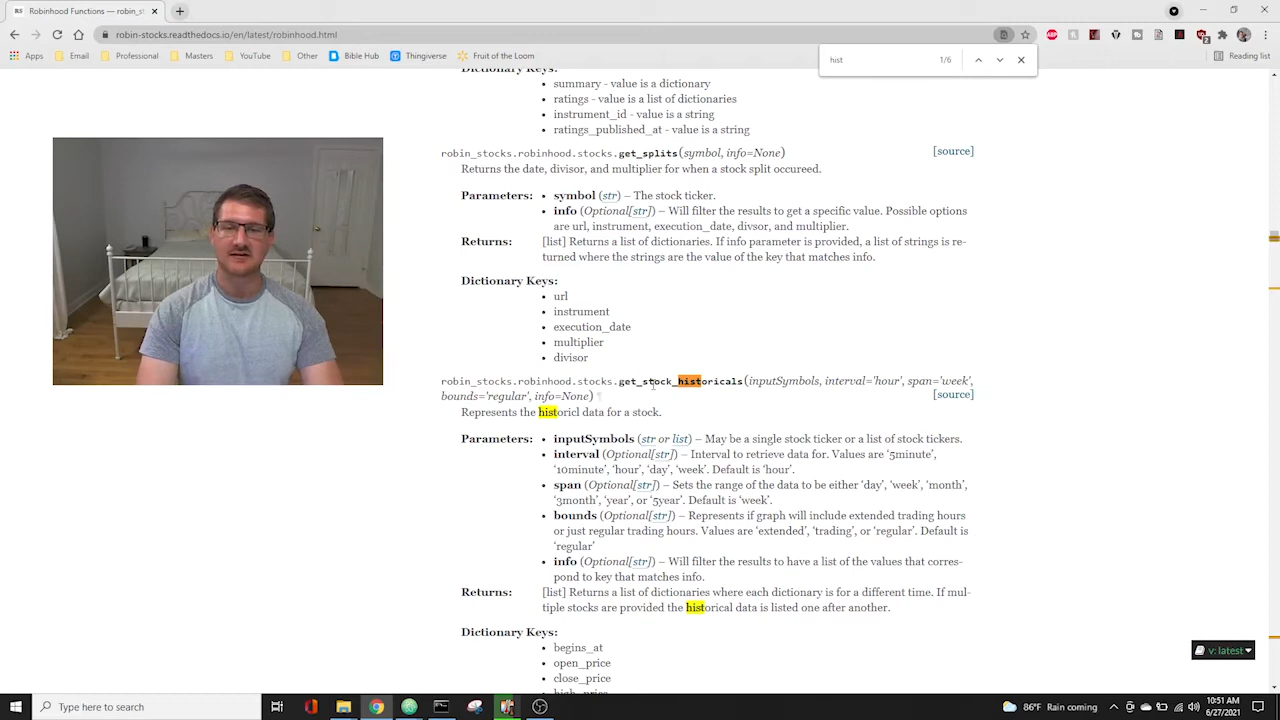 Robinhood Functions — robin_s
robin-stocks.readthedocs.io/en/latest/robinhood.html
Apps
Email
Professional
Masters
YouTube
Other
Bible Hub
Thingiverse
Fruit of the Loom
Reading list
hist
1/6
Dictionary Keys:
• summary - value is a dictionary
• ratings - value is a list of dictionaries
• instrument_id - value is a string
• ratings_published_at - value is a string
robin_stocks.robinhood.stocks.get_splits(symbol, info=None)
[source]
Returns the date, divisor, and multiplier for when a stock split occureed.
Parameters: • symbol (str) – The stock ticker.
• info (Optional[str]) – Will filter the results to get a specific value. Possible options
are url, instrument, execution_date, divsor, and multiplier.
Returns: [list] Returns a list of dictionaries. If info parameter is provided, a list of strings is re-
turned where the strings are the value of the key that matches info.
Dictionary Keys:
• url
• instrument
• execution_date
• multiplier
• divisor
robin_stocks.robinhood.stocks.get_stock_historicals(inputSymbols, interval='hour', span='week',
bounds='regular', info=None) ¶
[source]
Represents the historicl data for a stock.
Parameters: • inputSymbols (str or list) – May be a single stock ticker or a list of stock tickers.
• interval (Optional[str]) – Interval to retrieve data for. Values are ‘5minute’,
‘10minute’, ‘hour’, ‘day’, ‘week’. Default is ‘hour’.
• span (Optional[str]) – Sets the range of the data to be either ‘day’, ‘week’, ‘month’,
‘3month’, ‘year’, or ‘5year’. Default is ‘week’.
• bounds (Optional[str]) – Represents if graph will include extended trading hours
or just regular trading hours. Values are ‘extended’, ‘trading’, or ‘regular’. Default is
‘regular’
• info (Optional[str]) – Will filter the results to have a list of the values that corres-
pond to key that matches info.
Returns: [list] Returns a list of dictionaries where each dictionary is for a different time. If mul-
tiple stocks are provided the historical data is listed one after another.
Dictionary Keys:
• begins_at
• open_price
• close_price
• high_price
v: latest
Type here to search
86°F Rain coming
10:51 AM
6/27/2021